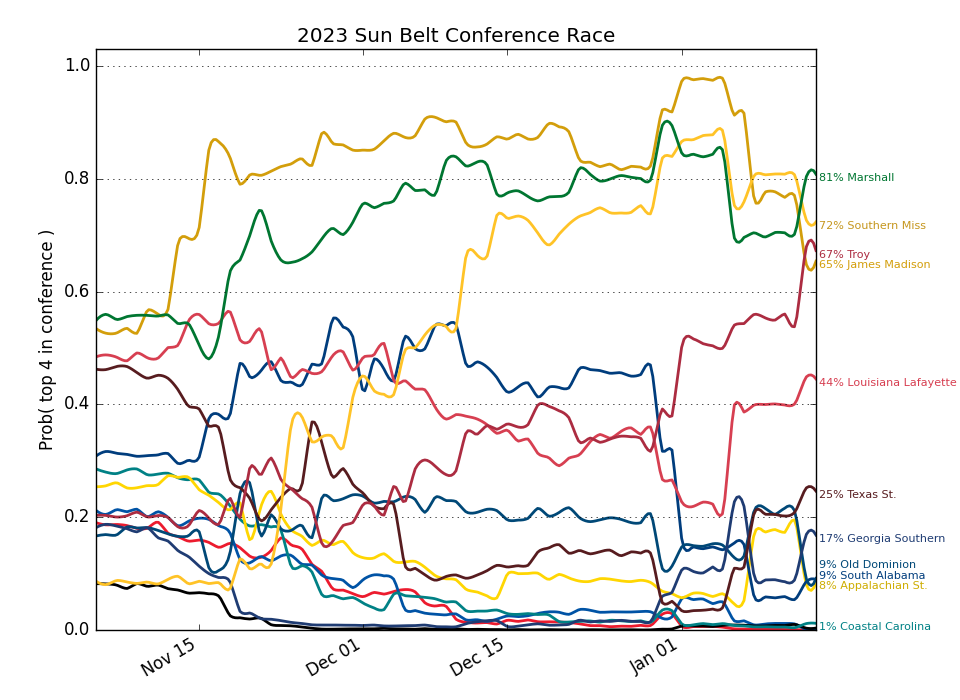 2023 Sun Belt Conference Race
Prob( top 4 in conference )
1.0
0.8
0.6
0.4
0.2
0.0
Nov 15
Dec 01
Dec 15
Jan 01
81% Marshall
72% Southern Miss
67% Troy
65% James Madison
44% Louisiana Lafayette
25% Texas St.
17% Georgia Southern
9% Old Dominion
9% South Alabama
8% Appalachian St.
1% Coastal Carolina